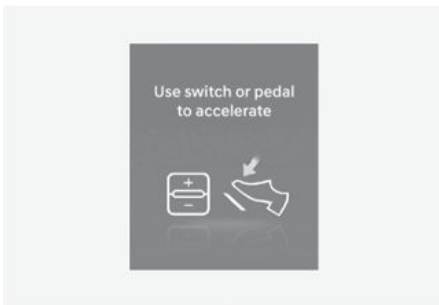 Use switch or pedal
to accelerate
+
−